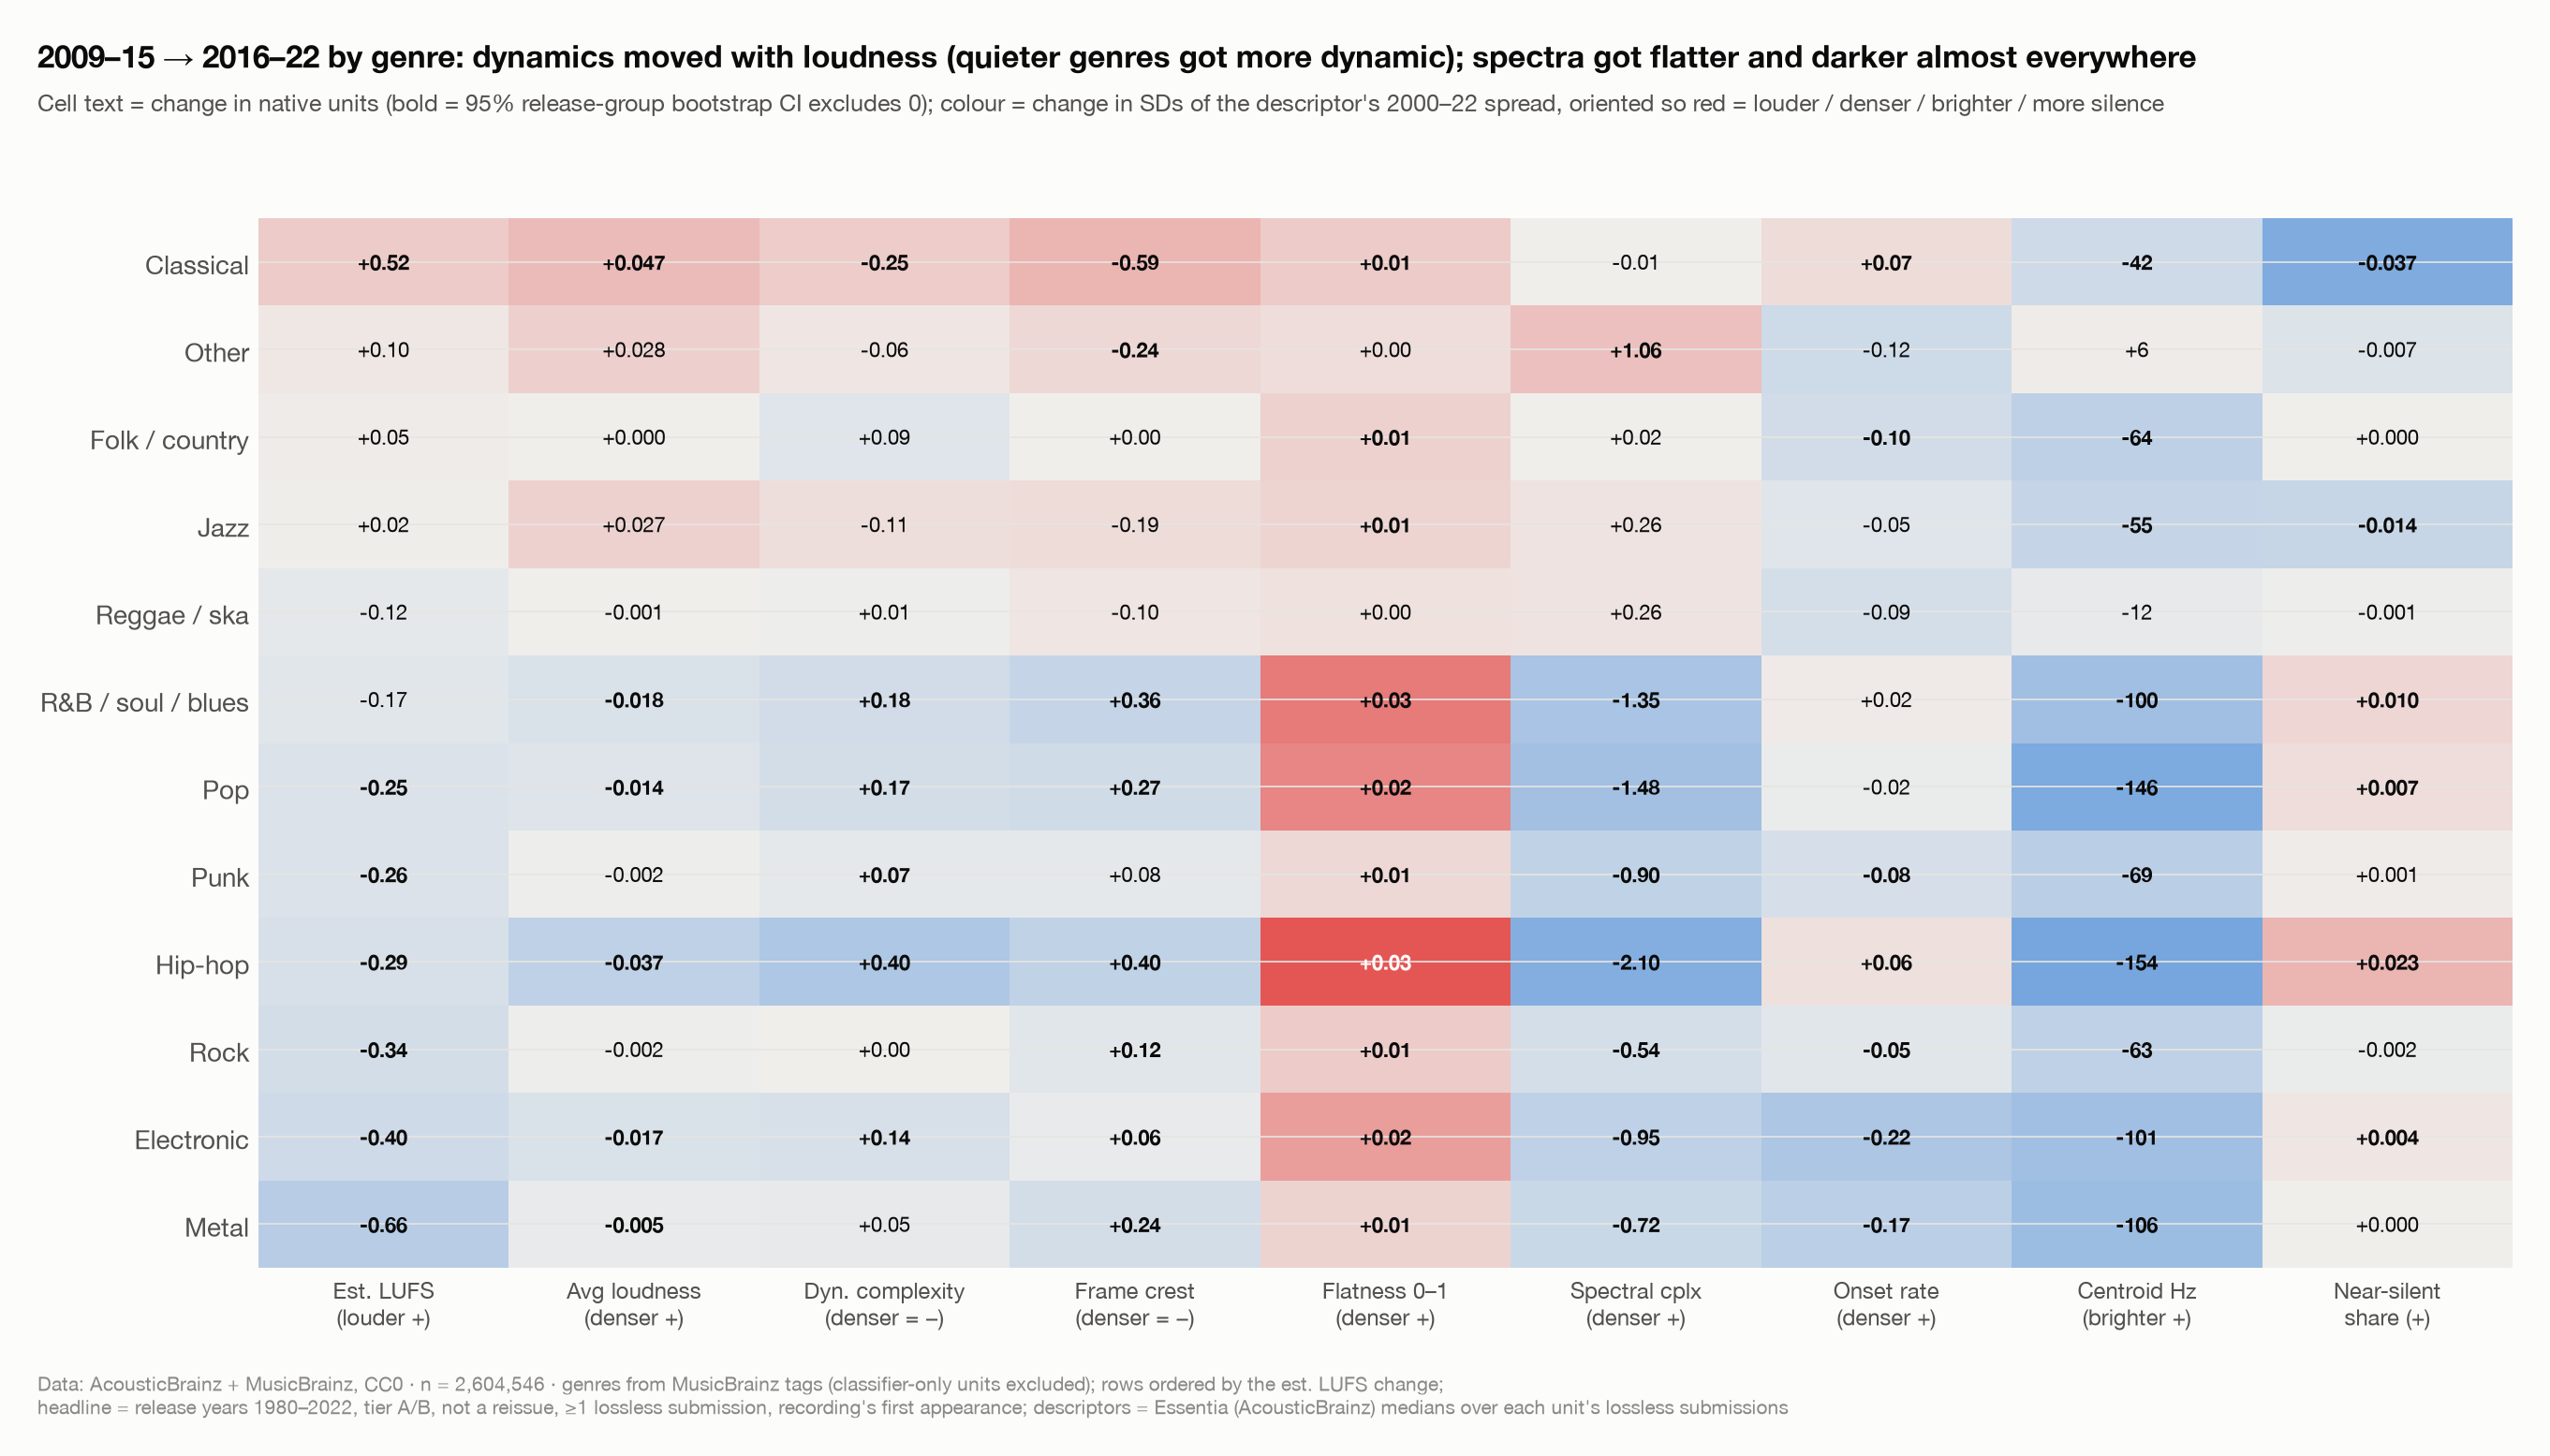 2009–15 → 2016–22 by genre: dynamics moved with loudness (quieter genres got more dynamic); spectra got flatter and darker almost everywhere
Cell text = change in native units (bold = 95% release-group bootstrap CI excludes 0); colour = change in SDs of the descriptor's 2000–22 spread, oriented so red = louder / denser / brighter / more silence
Classical +0.52 +0.047 -0.25 -0.59 +0.01 -0.01 +0.07 -42 -0.037
Other +0.10 +0.028 -0.06 -0.24 +0.00 +1.06 -0.12 +6 -0.007
Folk / country +0.05 +0.000 +0.09 +0.00 +0.01 +0.02 -0.10 -64 +0.000
Jazz +0.02 +0.027 -0.11 -0.19 +0.01 +0.26 -0.05 -55 -0.014
Reggae / ska -0.12 -0.001 +0.01 -0.10 +0.00 +0.26 -0.09 -12 -0.001
R&B / soul / blues -0.17 -0.018 +0.18 +0.36 +0.03 -1.35 +0.02 -100 +0.010
Pop -0.25 -0.014 +0.17 +0.27 +0.02 -1.48 -0.02 -146 +0.007
Punk -0.26 -0.002 +0.07 +0.08 +0.01 -0.90 -0.08 -69 +0.001
Hip-hop -0.29 -0.037 +0.40 +0.40 +0.03 -2.10 +0.06 -154 +0.023
Rock -0.34 -0.002 +0.00 +0.12 +0.01 -0.54 -0.05 -63 -0.002
Electronic -0.40 -0.017 +0.14 +0.06 +0.02 -0.95 -0.22 -101 +0.004
Metal -0.66 -0.005 +0.05 +0.24 +0.01 -0.72 -0.17 -106 +0.000
Est. LUFS Avg loudness Dyn. complexity Frame crest Flatness 0–1 Spectral cplx Onset rate Centroid Hz Near-silent
(louder +) (denser +) (denser = –) (denser = –) (denser +) (denser +) (denser +) (brighter +) share (+)
Data: AcousticBrainz + MusicBrainz, CC0 · n = 2,604,546 · genres from MusicBrainz tags (classifier-only units excluded); rows ordered by the est. LUFS change;
headline = release years 1980–2022, tier A/B, not a reissue, ≥1 lossless submission, recording's first appearance; descriptors = Essentia (AcousticBrainz) medians over each unit's lossless submissions